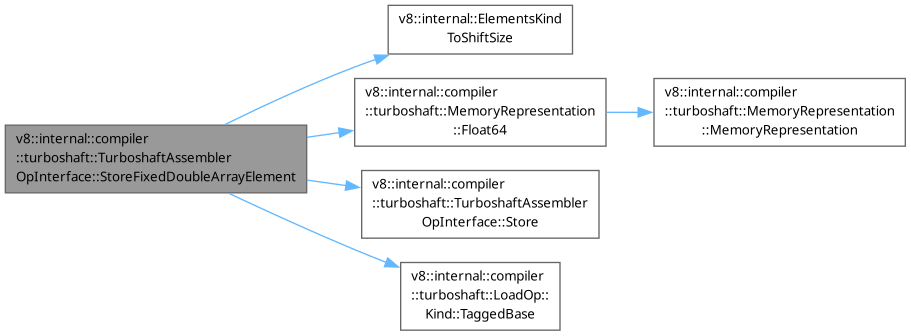 v8::internal::ElementsKind
ToShiftSize
v8::internal::compiler
::turboshaft::MemoryRepresentation
::Float64
v8::internal::compiler
::turboshaft::MemoryRepresentation
::MemoryRepresentation
v8::internal::compiler
::turboshaft::TurboshaftAssembler
OpInterface::StoreFixedDoubleArrayElement
v8::internal::compiler
::turboshaft::TurboshaftAssembler
OpInterface::Store
v8::internal::compiler
::turboshaft::LoadOp::
Kind::TaggedBase